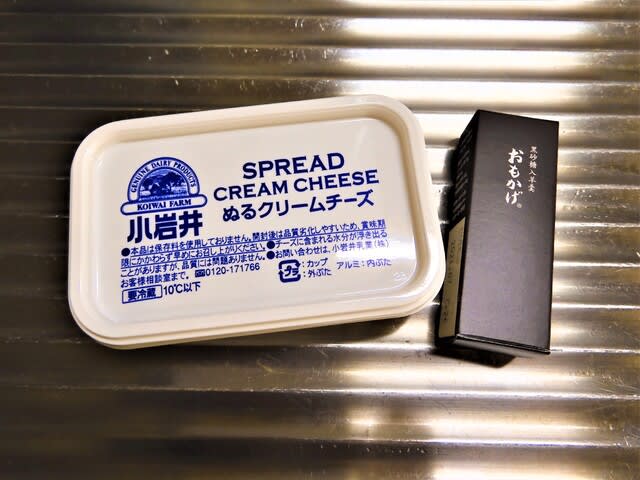 GENUINE DAIRY PRODUCTS
KOIWAI FARM
小岩井
SPREAD
CREAM CHEESE
ぬるクリームチーズ
●本品は保存料を使用しておりません。開封後は品質劣化しやすいため、賞味期
限にかかわらず早めにお召し上がりください。●チーズに含まれる水分が浮き出る
ことがありますが、品質には問題ありません。●お問い合わせは、小岩井乳業(株)
お客様相談室まで。0120-171766
要冷蔵 10℃以下
プラ :カップ アルミ:内ぶた
:外ぶた
黒砂糖入羊羹
おもかげ®